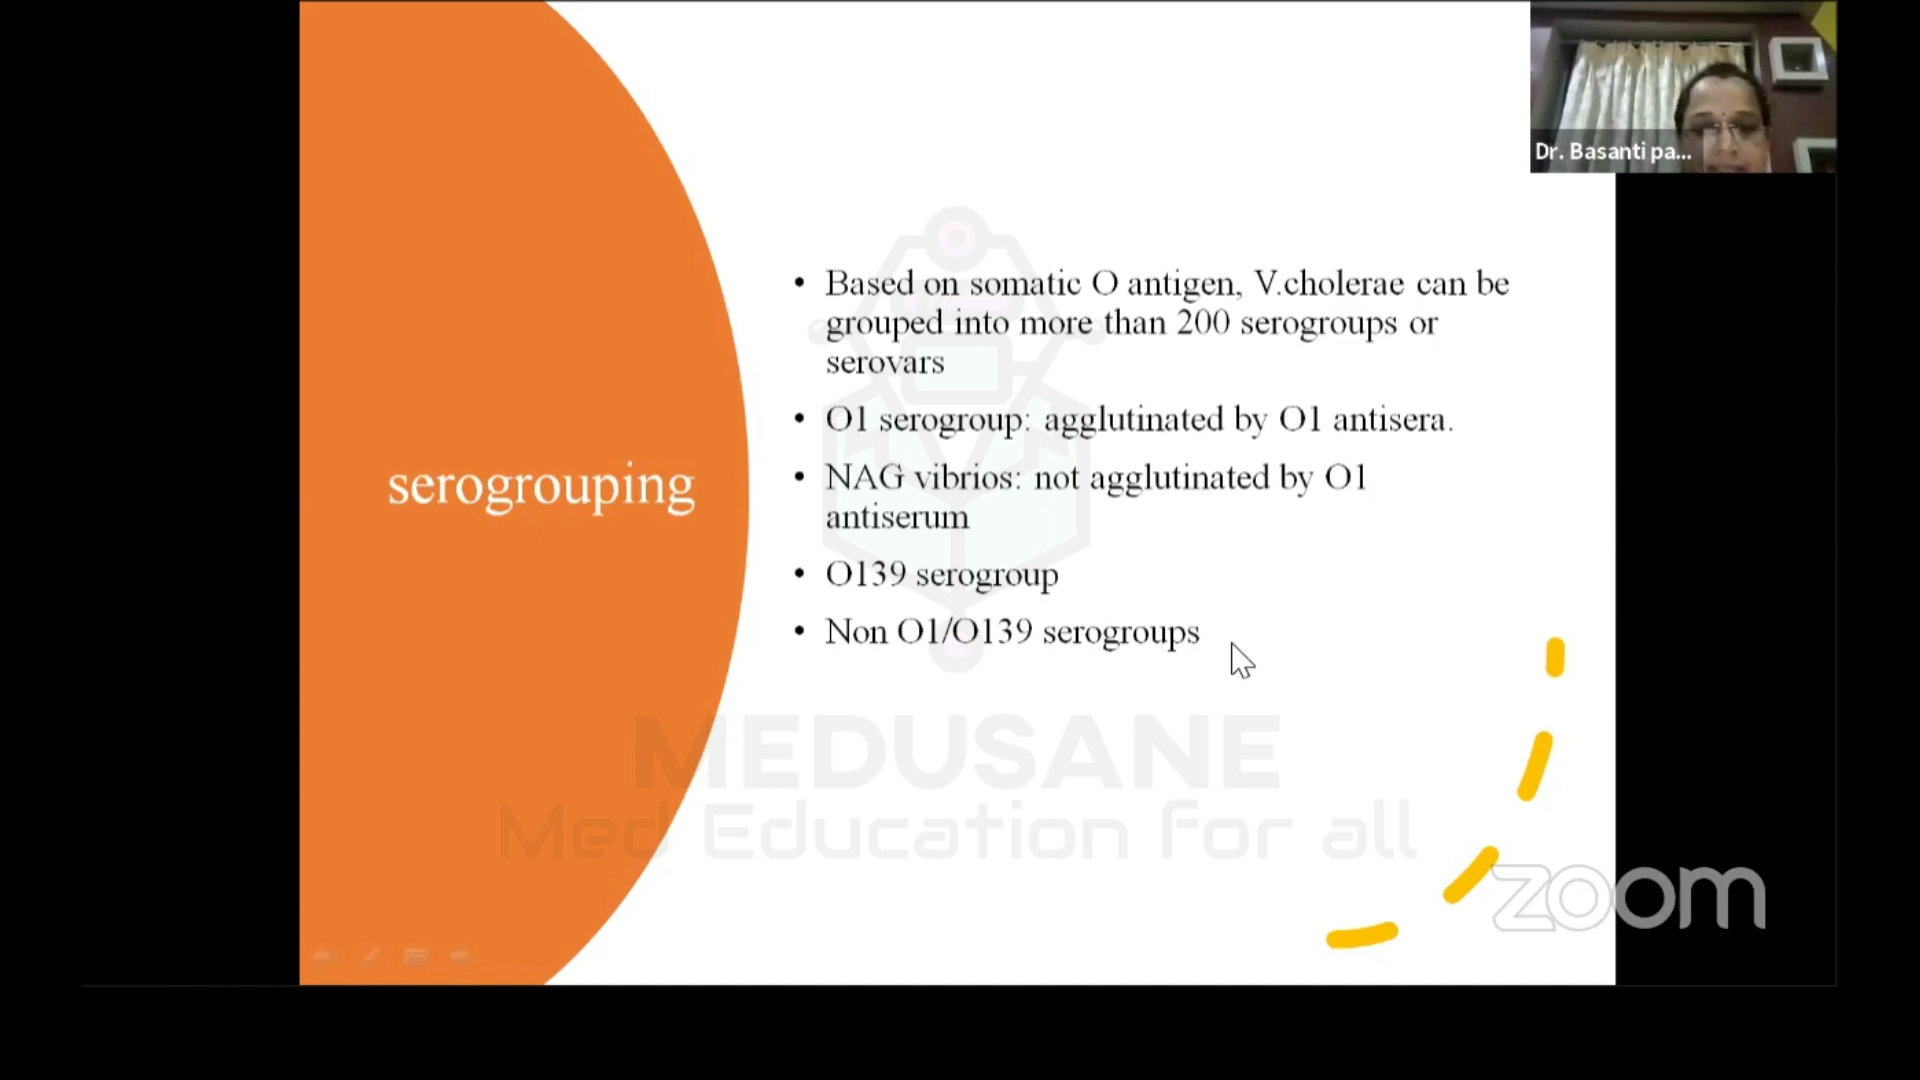 Dr. Basanti pa...
serogrouping
• Based on somatic O antigen, V.cholerae can be
grouped into more than 200 serogroups or
serovars
• O1 serogroup: agglutinated by O1 antisera.
• NAG vibrios: not agglutinated by O1
antiserum
• O139 serogroup
• Non O1/O139 serogroups
MEDUSANE
Med Education for all
zoom